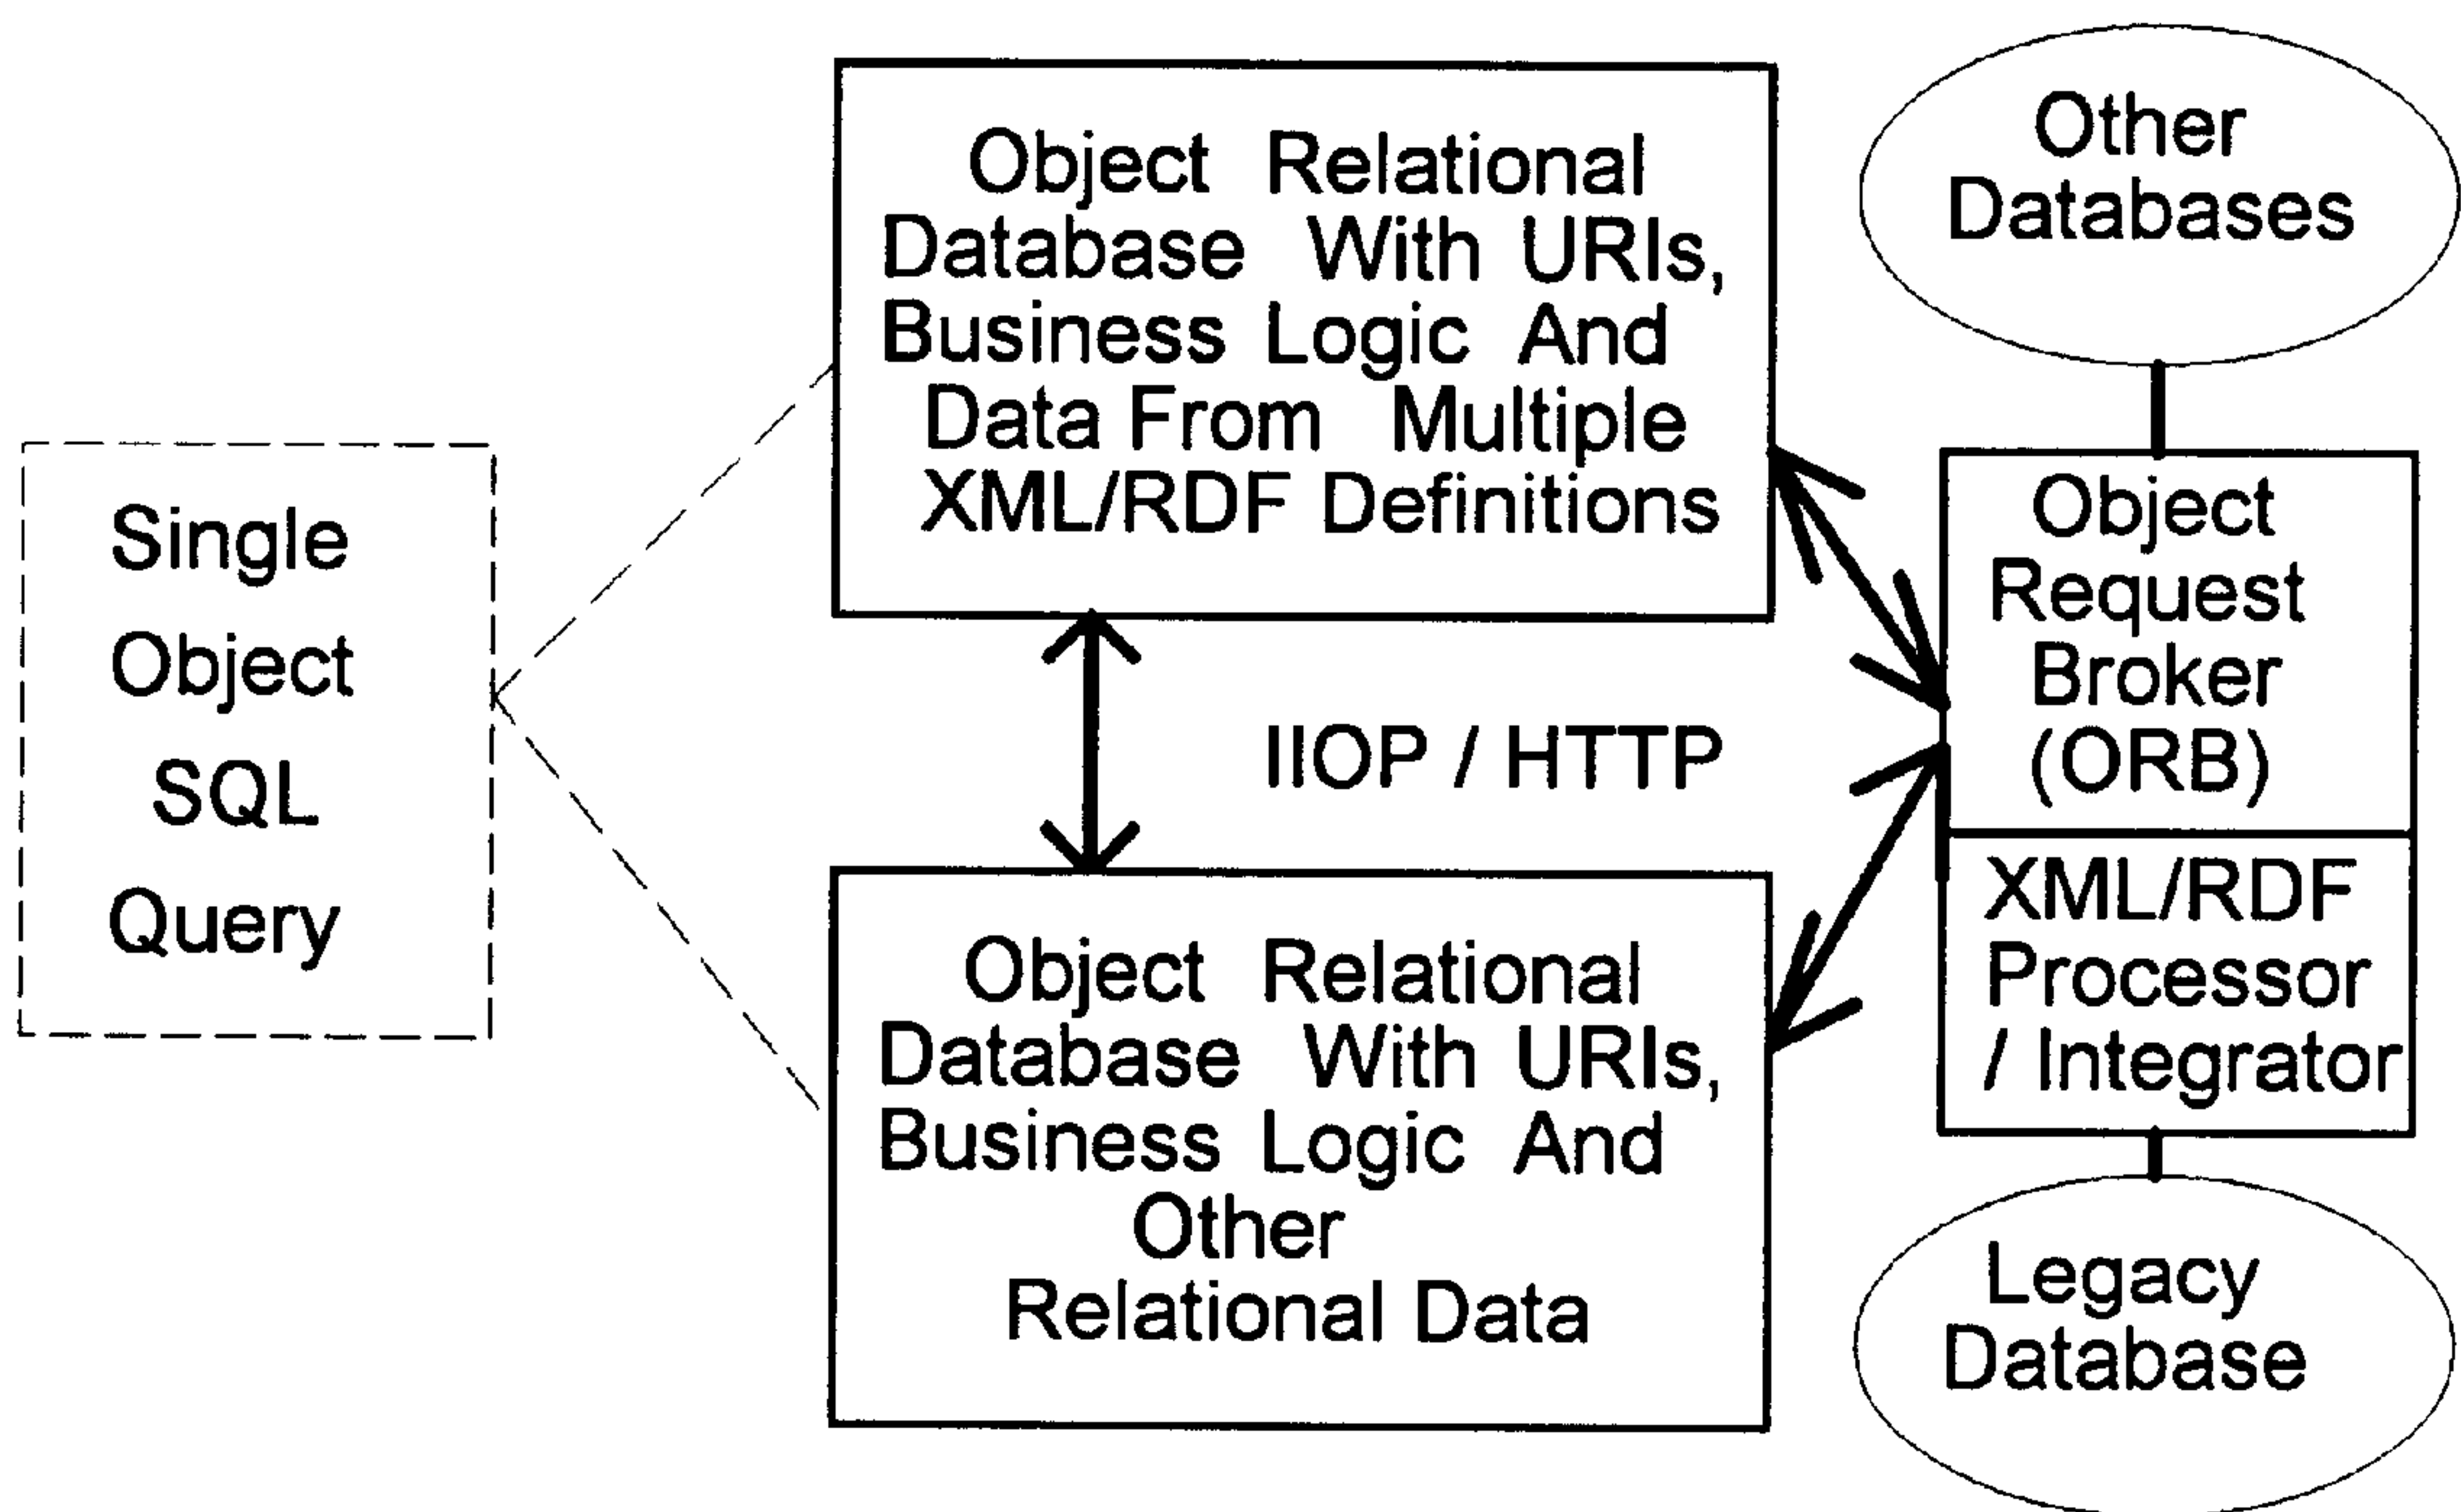 Single
Object
SQL
Query
Object Relational
Database With URIs,
Business Logic And
Data From Multiple
XML/RDF Definitions
IIOP / HTTP
Object Relational
Database With URIs,
Business Logic And
Other
Relational Data
Other
Databases
Object
Request
Broker
(ORB)
XML/RDF
Processor
/ Integrator
Legacy
Database